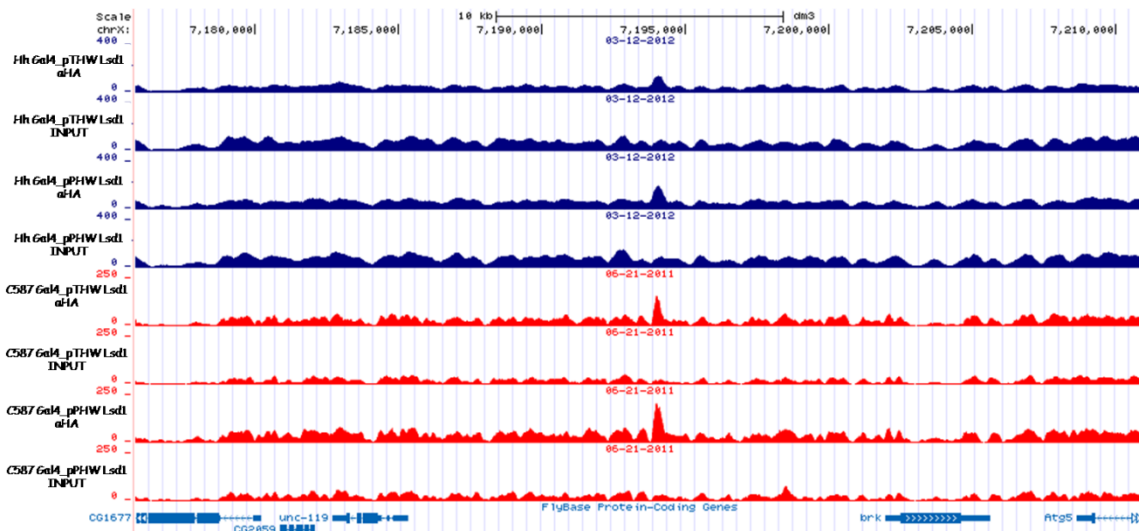 Scale 10 kb dm3
chrX: 7,180,000 7,185,000 7,190,000 7,195,000 7,200,000 7,205,000 7,210,000
400 _ 03-12-2012
Hh Gal4_pTHW Lsd1
αHA
0 _
400 _ 03-12-2012
Hh Gal4_pTHW Lsd1
INPUT
0 _
400 _ 03-12-2012
Hh Gal4_pPHW Lsd1
αHA
0 _
400 _ 03-12-2012
Hh Gal4_pPHW Lsd1
INPUT
0 _
250 _ 06-21-2011
C587 Gal4_pTHW Lsd1
αHA
0 _
250 _ 06-21-2011
C587 Gal4_pTHW Lsd1
INPUT
0 _
250 _ 06-21-2011
C587 Gal4_pPHW Lsd1
αHA
0 _
250 _ 06-21-2011
C587 Gal4_pPHW Lsd1
INPUT
0 _
FlyBase Protein-Coding Genes
CG1677 unc-119 brk Atg5
CG2059